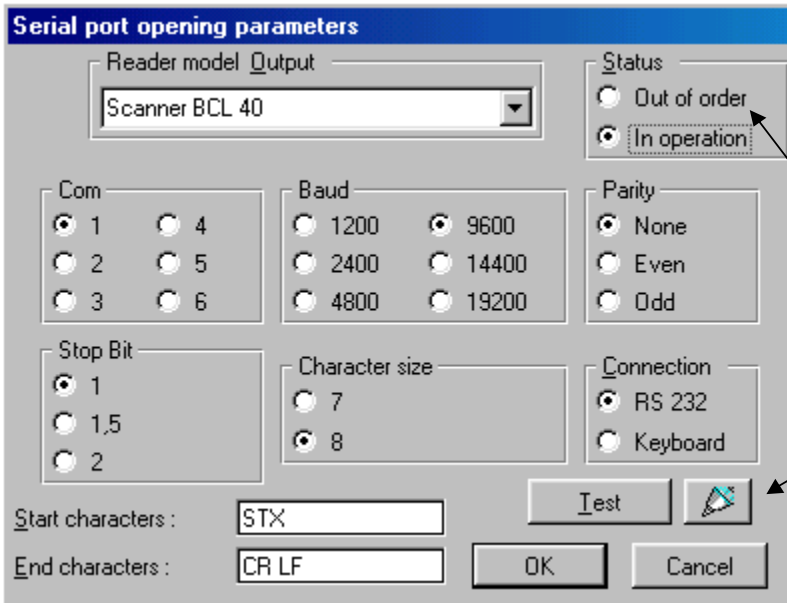 Serial port opening parameters
Reader model Output
Scanner BCL 40
Status
Out of order
In operation
Com
1 4
2 5
3 6
Baud
1200 9600
2400 14400
4800 19200
Parity
None
Even
Odd
Stop Bit
1
1,5
2
Character size
7
8
Connection
RS 232
Keyboard
Start characters : STX
Test
End characters : CR LF
OK Cancel